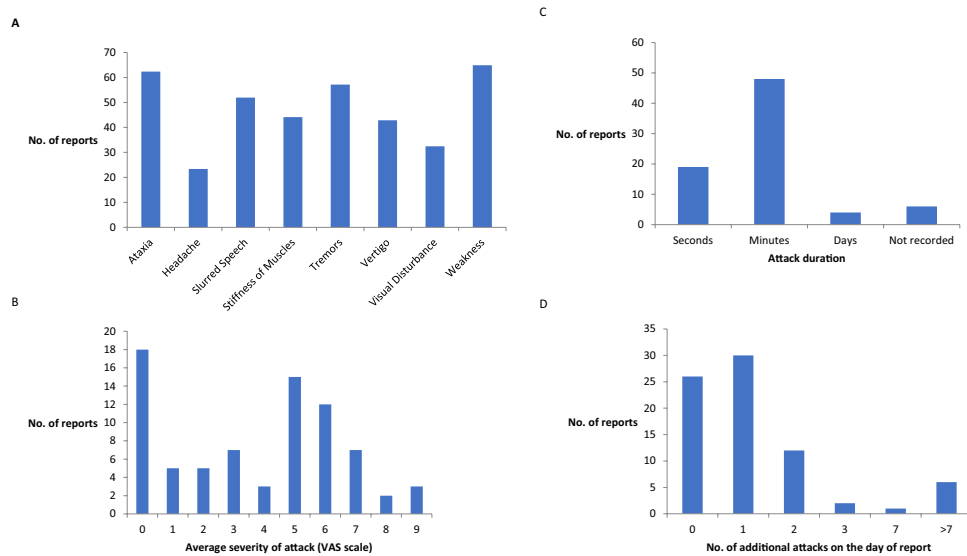 A
70
60
50
40
30
20
10
0
No. of reports
Ataxia
Headache
Slurred Speech
Stiffness of Muscles
Tremors
Vertigo
Visual Disturbance
Weakness
B
20
18
16
14
12
10
8
6
4
2
0
No. of reports
0 1 2 3 4 5 6 7 8 9
Average severity of attack (VAS scale)
C
60
50
40
30
20
10
0
No. of reports
Seconds Minutes Days Not recorded
Attack duration
D
35
30
25
20
15
10
5
0
No. of reports
0 1 2 3 7 >7
No. of additional attacks on the day of report